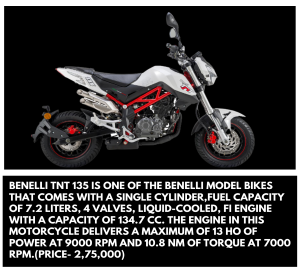 BENELLI TNT 135 IS ONE OF THE BENELLI MODEL BIKES
THAT COMES WITH A SINGLE CYLINDER,FUEL CAPACITY
OF 7.2 LITERS, 4 VALVES, LIQUID-COOLED, FI ENGINE
WITH A CAPACITY OF 134.7 CC. THE ENGINE IN THIS
MOTORCYCLE DELIVERS A MAXIMUM OF 13 HO OF
POWER AT 9000 RPM AND 10.8 NM OF TORQUE AT 7000
RPM.(PRICE- 2,75,000)